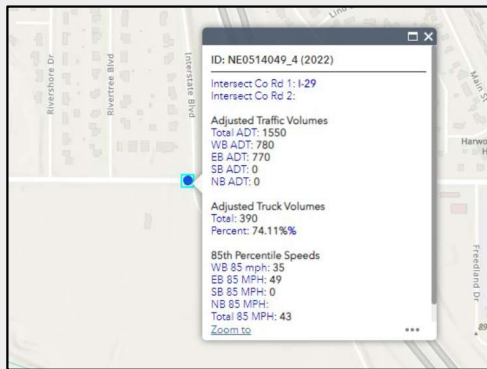 Rivershore Dr
Rivertree Blvd
Interstate Blvd
ID: NE0514049_4 (2022)
Intersect Co Rd 1: I-29
Intersect Co Rd 2:
Adjusted Traffic Volumes
Total ADT: 1550
WB ADT: 780
EB ADT: 770
SB ADT: 0
NB ADT: 0
Adjusted Truck Volumes
Total: 390
Percent: 74.11%%
85th Percentile Speeds
WB 85 mph: 35
EB 85 MPH: 49
SB 85 MPH: 0
NB 85 MPH:
Total 85 MPH: 43
Zoom to
Main St
Harwo
Freedland Dr
89